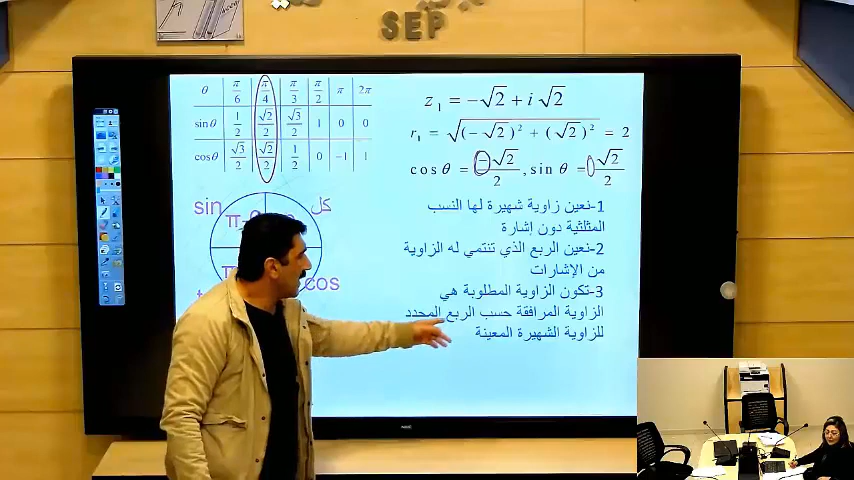 SEP
θ π/6 π/4 π/3 π/2 π 2π
sinθ 1/2 √2/2 √3/2 1 0 0
cosθ √3/2 √2/2 1/2 0 −1 1
sin
كل
cos
z₁ = −√2 + i√2
r₁ = √((−√2)² + (√2)²) = 2
cos θ = −√2/2 , sin θ = √2/2
1-نعين زاوية شهيرة لها النسب
المثلثية دون إشارة
2-نعين الربع الذي تنتمي له الزاوية
من الإشارات
3-تكون الزاوية المطلوبة هي
الزاوية المرافقة حسب الربع المحدد
للزاوية الشهيرة المعينة